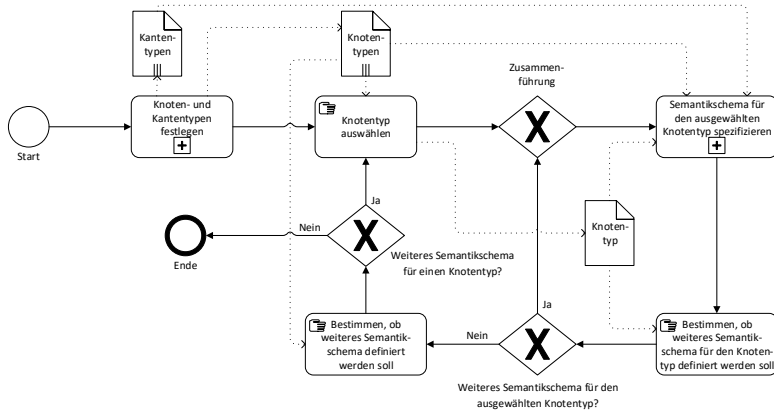 Kanten-
typen
Knoten-
typen
Zusammen-
führung
Knoten- und
Kantentypen
festlegen
Knotentyp
auswählen
Semantikschema für
den ausgewählten
Knotentyp spezifizieren
Start
Ja
Knoten-
typ
Nein
Ende
Weiteres Semantikschema
für einen Knotentyp?
Bestimmen, ob
weiteres Semantik-
schema definiert
werden soll
Nein
Ja
Bestimmen, ob
weiteres Semantik-
schema für den Knoten-
typ definiert werden soll
Weiteres Semantikschema für den
ausgewählten Knotentyp?